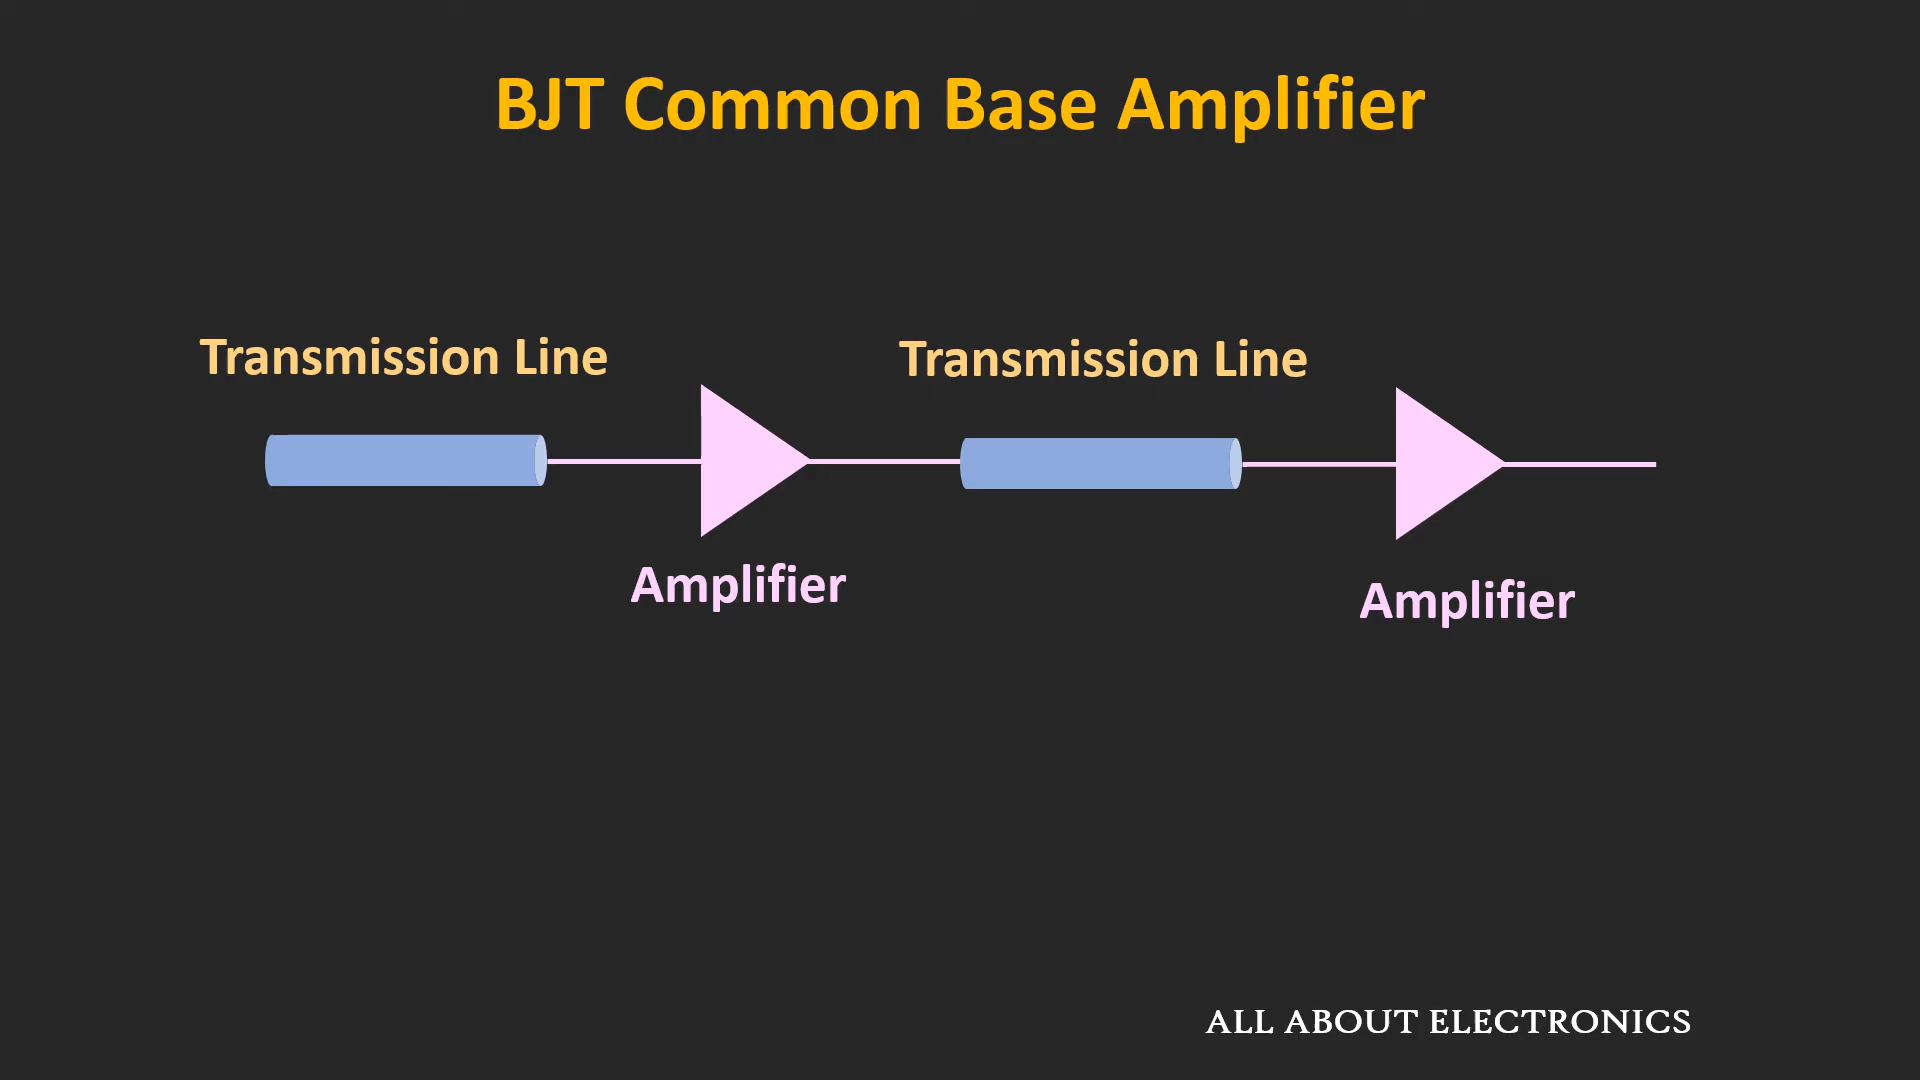 BJT Common Base Amplifier
Transmission Line
Transmission Line
Amplifier
Amplifier
ALL ABOUT ELECTRONICS